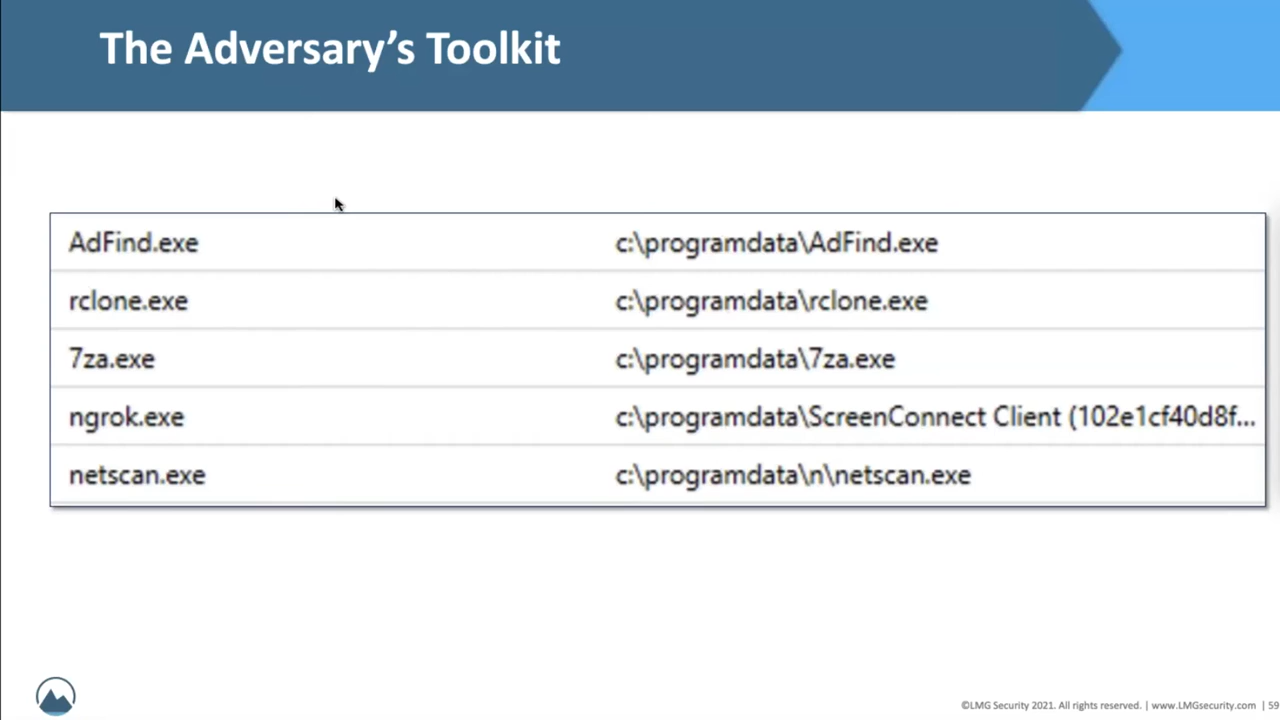 The Adversary’s Toolkit
AdFind.exe c:\programdata\AdFind.exe
rclone.exe c:\programdata\rclone.exe
7za.exe c:\programdata\7za.exe
ngrok.exe c:\programdata\ScreenConnect Client (102e1cf40d8f...
netscan.exe c:\programdata\n\netscan.exe
©LMG Security 2021. All rights reserved. | www.LMGsecurity.com | 59